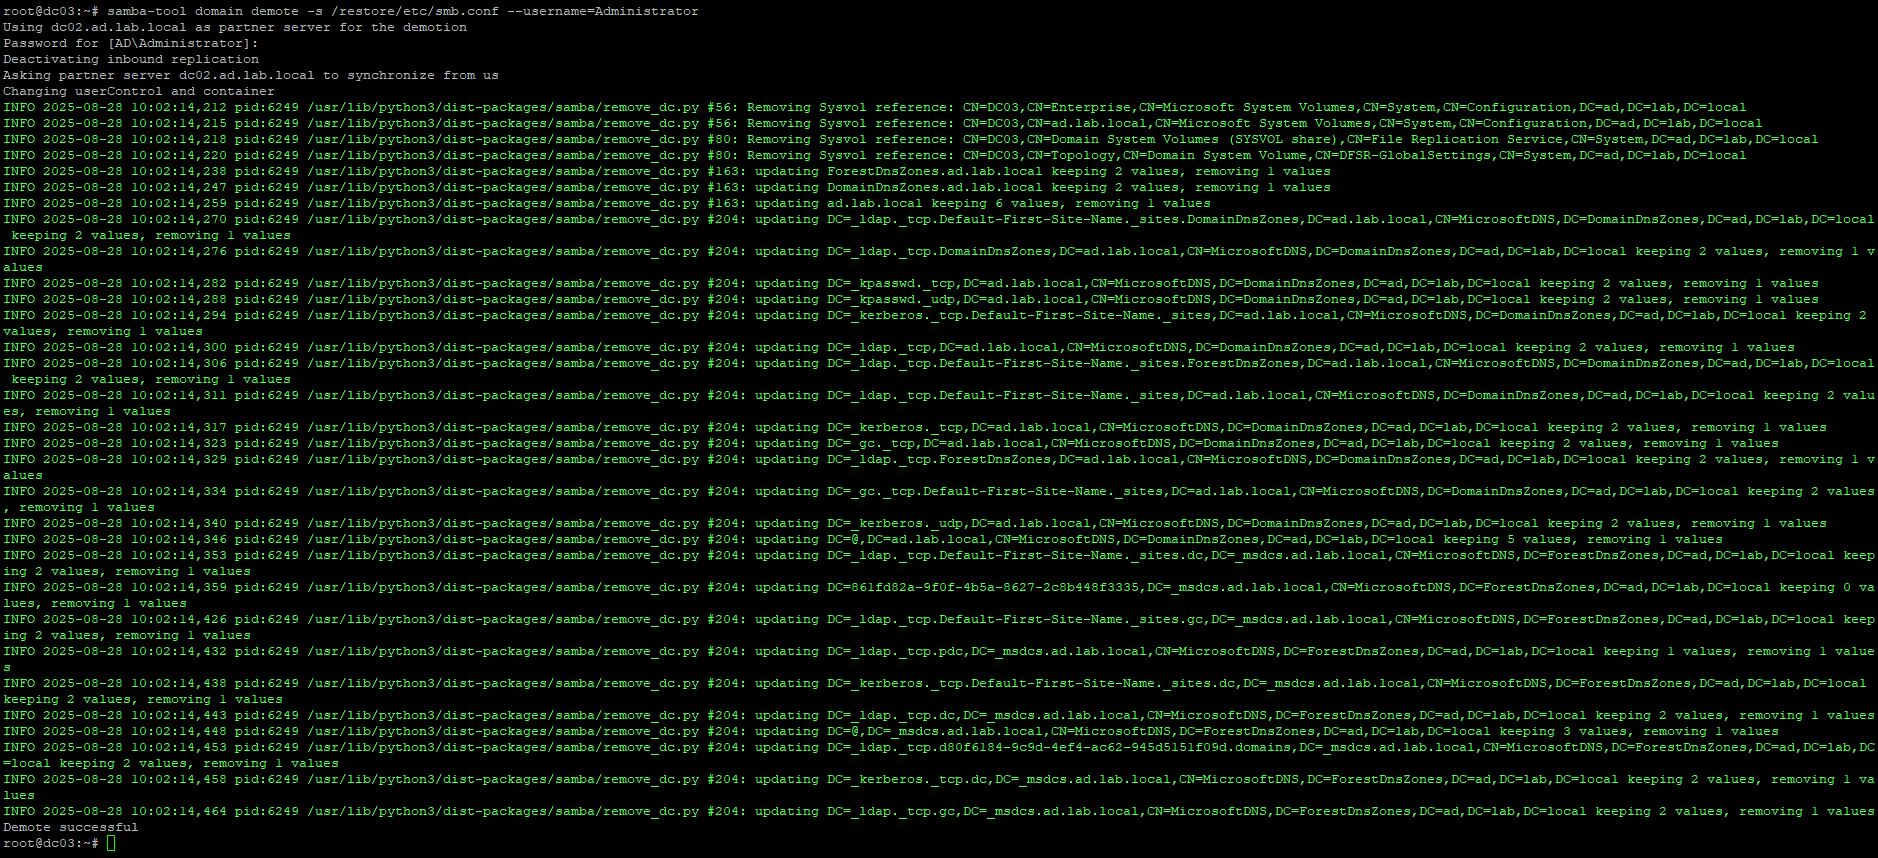 root@dc03:~# samba-tool domain demote -s /restore/etc/smb.conf --username=Administrator
Using dc02.ad.lab.local as partner server for the demotion
Password for [AD\Administrator]:
Deactivating inbound replication
Asking partner server dc02.ad.lab.local to synchronize from us
Changing userControl and container
INFO 2025-08-28 10:02:14,212 pid:6249 /usr/lib/python3/dist-packages/samba/remove_dc.py #56: Removing Sysvol reference: CN=DC03,CN=Enterprise,CN=Microsoft System Volumes,CN=System,CN=Configuration,DC=ad,DC=lab,DC=local
INFO 2025-08-28 10:02:14,215 pid:6249 /usr/lib/python3/dist-packages/samba/remove_dc.py #56: Removing Sysvol reference: CN=DC03,CN=ad.lab.local,CN=Microsoft System Volumes,CN=System,CN=Configuration,DC=ad,DC=lab,DC=local
INFO 2025-08-28 10:02:14,218 pid:6249 /usr/lib/python3/dist-packages/samba/remove_dc.py #80: Removing Sysvol reference: CN=DC03,CN=Domain System Volumes (SYSVOL share),CN=File Replication Service,CN=System,DC=ad,DC=lab,DC=local
INFO 2025-08-28 10:02:14,220 pid:6249 /usr/lib/python3/dist-packages/samba/remove_dc.py #80: Removing Sysvol reference: CN=DC03,CN=Topology,CN=Domain System Volume,CN=DFSR-GlobalSettings,CN=System,DC=ad,DC=lab,DC=local
INFO 2025-08-28 10:02:14,238 pid:6249 /usr/lib/python3/dist-packages/samba/remove_dc.py #163: updating ForestDnsZones.ad.lab.local keeping 2 values, removing 1 values
INFO 2025-08-28 10:02:14,247 pid:6249 /usr/lib/python3/dist-packages/samba/remove_dc.py #163: updating DomainDnsZones.ad.lab.local keeping 2 values, removing 1 values
INFO 2025-08-28 10:02:14,259 pid:6249 /usr/lib/python3/dist-packages/samba/remove_dc.py #163: updating ad.lab.local keeping 6 values, removing 1 values
INFO 2025-08-28 10:02:14,270 pid:6249 /usr/lib/python3/dist-packages/samba/remove_dc.py #204: updating DC=_ldap._tcp.Default-First-Site-Name._sites.DomainDnsZones,DC=ad.lab.local,CN=MicrosoftDNS,DC=DomainDnsZones,DC=ad,DC=lab,DC=local
 keeping 2 values, removing 1 values
INFO 2025-08-28 10:02:14,276 pid:6249 /usr/lib/python3/dist-packages/samba/remove_dc.py #204: updating DC=_ldap._tcp.DomainDnsZones,DC=ad.lab.local,CN=MicrosoftDNS,DC=DomainDnsZones,DC=ad,DC=lab,DC=local keeping 2 values, removing 1 v
alues
INFO 2025-08-28 10:02:14,282 pid:6249 /usr/lib/python3/dist-packages/samba/remove_dc.py #204: updating DC=_kpasswd._tcp,DC=ad.lab.local,CN=MicrosoftDNS,DC=DomainDnsZones,DC=ad,DC=lab,DC=local keeping 2 values, removing 1 values
INFO 2025-08-28 10:02:14,288 pid:6249 /usr/lib/python3/dist-packages/samba/remove_dc.py #204: updating DC=_kpasswd._udp,DC=ad.lab.local,CN=MicrosoftDNS,DC=DomainDnsZones,DC=ad,DC=lab,DC=local keeping 2 values, removing 1 values
INFO 2025-08-28 10:02:14,294 pid:6249 /usr/lib/python3/dist-packages/samba/remove_dc.py #204: updating DC=_kerberos._tcp.Default-First-Site-Name._sites,DC=ad.lab.local,CN=MicrosoftDNS,DC=DomainDnsZones,DC=ad,DC=lab,DC=local keeping 2
values, removing 1 values
INFO 2025-08-28 10:02:14,300 pid:6249 /usr/lib/python3/dist-packages/samba/remove_dc.py #204: updating DC=_ldap._tcp,DC=ad.lab.local,CN=MicrosoftDNS,DC=DomainDnsZones,DC=ad,DC=lab,DC=local keeping 2 values, removing 1 values
INFO 2025-08-28 10:02:14,306 pid:6249 /usr/lib/python3/dist-packages/samba/remove_dc.py #204: updating DC=_ldap._tcp.Default-First-Site-Name._sites.ForestDnsZones,DC=ad.lab.local,CN=MicrosoftDNS,DC=DomainDnsZones,DC=ad,DC=lab,DC=local
 keeping 2 values, removing 1 values
INFO 2025-08-28 10:02:14,311 pid:6249 /usr/lib/python3/dist-packages/samba/remove_dc.py #204: updating DC=_ldap._tcp.Default-First-Site-Name._sites,DC=ad.lab.local,CN=MicrosoftDNS,DC=DomainDnsZones,DC=ad,DC=lab,DC=local keeping 2 valu
es, removing 1 values
INFO 2025-08-28 10:02:14,317 pid:6249 /usr/lib/python3/dist-packages/samba/remove_dc.py #204: updating DC=_kerberos._tcp,DC=ad.lab.local,CN=MicrosoftDNS,DC=DomainDnsZones,DC=ad,DC=lab,DC=local keeping 2 values, removing 1 values
INFO 2025-08-28 10:02:14,323 pid:6249 /usr/lib/python3/dist-packages/samba/remove_dc.py #204: updating DC=_gc._tcp,DC=ad.lab.local,CN=MicrosoftDNS,DC=DomainDnsZones,DC=ad,DC=lab,DC=local keeping 2 values, removing 1 values
INFO 2025-08-28 10:02:14,329 pid:6249 /usr/lib/python3/dist-packages/samba/remove_dc.py #204: updating DC=_ldap._tcp.ForestDnsZones,DC=ad.lab.local,CN=MicrosoftDNS,DC=DomainDnsZones,DC=ad,DC=lab,DC=local keeping 2 values, removing 1 v
alues
INFO 2025-08-28 10:02:14,334 pid:6249 /usr/lib/python3/dist-packages/samba/remove_dc.py #204: updating DC=_gc._tcp.Default-First-Site-Name._sites,DC=ad.lab.local,CN=MicrosoftDNS,DC=DomainDnsZones,DC=ad,DC=lab,DC=local keeping 2 values
, removing 1 values
INFO 2025-08-28 10:02:14,340 pid:6249 /usr/lib/python3/dist-packages/samba/remove_dc.py #204: updating DC=_kerberos._udp,DC=ad.lab.local,CN=MicrosoftDNS,DC=DomainDnsZones,DC=ad,DC=lab,DC=local keeping 2 values, removing 1 values
INFO 2025-08-28 10:02:14,346 pid:6249 /usr/lib/python3/dist-packages/samba/remove_dc.py #204: updating DC=@,DC=ad.lab.local,CN=MicrosoftDNS,DC=DomainDnsZones,DC=ad,DC=lab,DC=local keeping 5 values, removing 1 values
INFO 2025-08-28 10:02:14,353 pid:6249 /usr/lib/python3/dist-packages/samba/remove_dc.py #204: updating DC=_ldap._tcp.Default-First-Site-Name._sites.dc,DC=_msdcs.ad.lab.local,CN=MicrosoftDNS,DC=ForestDnsZones,DC=ad,DC=lab,DC=local keep
ing 2 values, removing 1 values
INFO 2025-08-28 10:02:14,359 pid:6249 /usr/lib/python3/dist-packages/samba/remove_dc.py #204: updating DC=861fd82a-9f0f-4b5a-8627-2c8b448f3335,DC=_msdcs.ad.lab.local,CN=MicrosoftDNS,DC=ForestDnsZones,DC=ad,DC=lab,DC=local keeping 0 va
lues, removing 1 values
INFO 2025-08-28 10:02:14,426 pid:6249 /usr/lib/python3/dist-packages/samba/remove_dc.py #204: updating DC=_ldap._tcp.Default-First-Site-Name._sites.gc,DC=_msdcs.ad.lab.local,CN=MicrosoftDNS,DC=ForestDnsZones,DC=ad,DC=lab,DC=local keep
ing 2 values, removing 1 values
INFO 2025-08-28 10:02:14,432 pid:6249 /usr/lib/python3/dist-packages/samba/remove_dc.py #204: updating DC=_ldap._tcp.pdc,DC=_msdcs.ad.lab.local,CN=MicrosoftDNS,DC=ForestDnsZones,DC=ad,DC=lab,DC=local keeping 1 values, removing 1 value
s
INFO 2025-08-28 10:02:14,438 pid:6249 /usr/lib/python3/dist-packages/samba/remove_dc.py #204: updating DC=_kerberos._tcp.Default-First-Site-Name._sites.dc,DC=_msdcs.ad.lab.local,CN=MicrosoftDNS,DC=ForestDnsZones,DC=ad,DC=lab,DC=local
keeping 2 values, removing 1 values
INFO 2025-08-28 10:02:14,443 pid:6249 /usr/lib/python3/dist-packages/samba/remove_dc.py #204: updating DC=_ldap._tcp.dc,DC=_msdcs.ad.lab.local,CN=MicrosoftDNS,DC=ForestDnsZones,DC=ad,DC=lab,DC=local keeping 2 values, removing 1 values
INFO 2025-08-28 10:02:14,448 pid:6249 /usr/lib/python3/dist-packages/samba/remove_dc.py #204: updating DC=@,DC=_msdcs.ad.lab.local,CN=MicrosoftDNS,DC=ForestDnsZones,DC=ad,DC=lab,DC=local keeping 3 values, removing 1 values
INFO 2025-08-28 10:02:14,453 pid:6249 /usr/lib/python3/dist-packages/samba/remove_dc.py #204: updating DC=_ldap._tcp.d80f6184-9c9d-4ef4-ac62-945d5151f09d.domains,DC=_msdcs.ad.lab.local,CN=MicrosoftDNS,DC=ForestDnsZones,DC=ad,DC=lab,DC
=local keeping 2 values, removing 1 values
INFO 2025-08-28 10:02:14,458 pid:6249 /usr/lib/python3/dist-packages/samba/remove_dc.py #204: updating DC=_kerberos._tcp.dc,DC=_msdcs.ad.lab.local,CN=MicrosoftDNS,DC=ForestDnsZones,DC=ad,DC=lab,DC=local keeping 2 values, removing 1 va
lues
INFO 2025-08-28 10:02:14,464 pid:6249 /usr/lib/python3/dist-packages/samba/remove_dc.py #204: updating DC=_ldap._tcp.gc,DC=_msdcs.ad.lab.local,CN=MicrosoftDNS,DC=ForestDnsZones,DC=ad,DC=lab,DC=local keeping 2 values, removing 1 values
Demote successful
root@dc03:~#